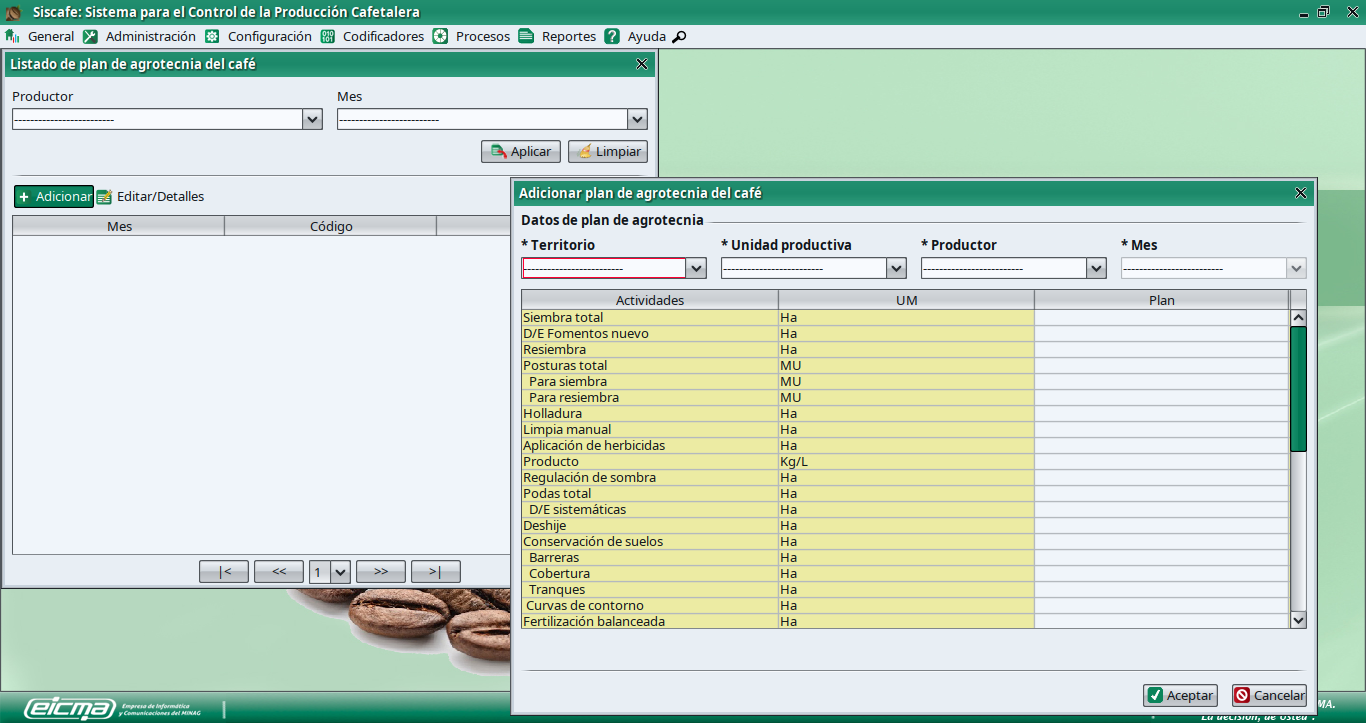 Siscafe: Sistema para el Control de la Producción Cafetalera
General Administración Configuración Codificadores Procesos Reportes Ayuda
Listado de plan de agrotecnia del café
Productor Mes
------------------------- -------------------------
Aplicar Limpiar
+ Adicionar Editar/Detalles
Mes Código
|< << 1 >> >|
Adicionar plan de agrotecnia del café
Datos de plan de agrotecnia
* Territorio * Unidad productiva * Productor * Mes
------------------------- ------------------------- ------------------------- -------------------------
Actividades UM Plan
Siembra total Ha
D/E Fomentos nuevo Ha
Resiembra Ha
Posturas total MU
Para siembra MU
Para resiembra MU
Holladura Ha
Limpia manual Ha
Aplicación de herbicidas Ha
Producto Kg/L
Regulación de sombra Ha
Podas total Ha
D/E sistemáticas Ha
Deshije Ha
Conservación de suelos Ha
Barreras Ha
Cobertura Ha
Tranques Ha
Curvas de contorno Ha
Fertilización balanceada Ha
Aceptar Cancelar
eicma Empresa de Informática
y Comunicaciones del MINAG
MA.
La decisión, de Usted".